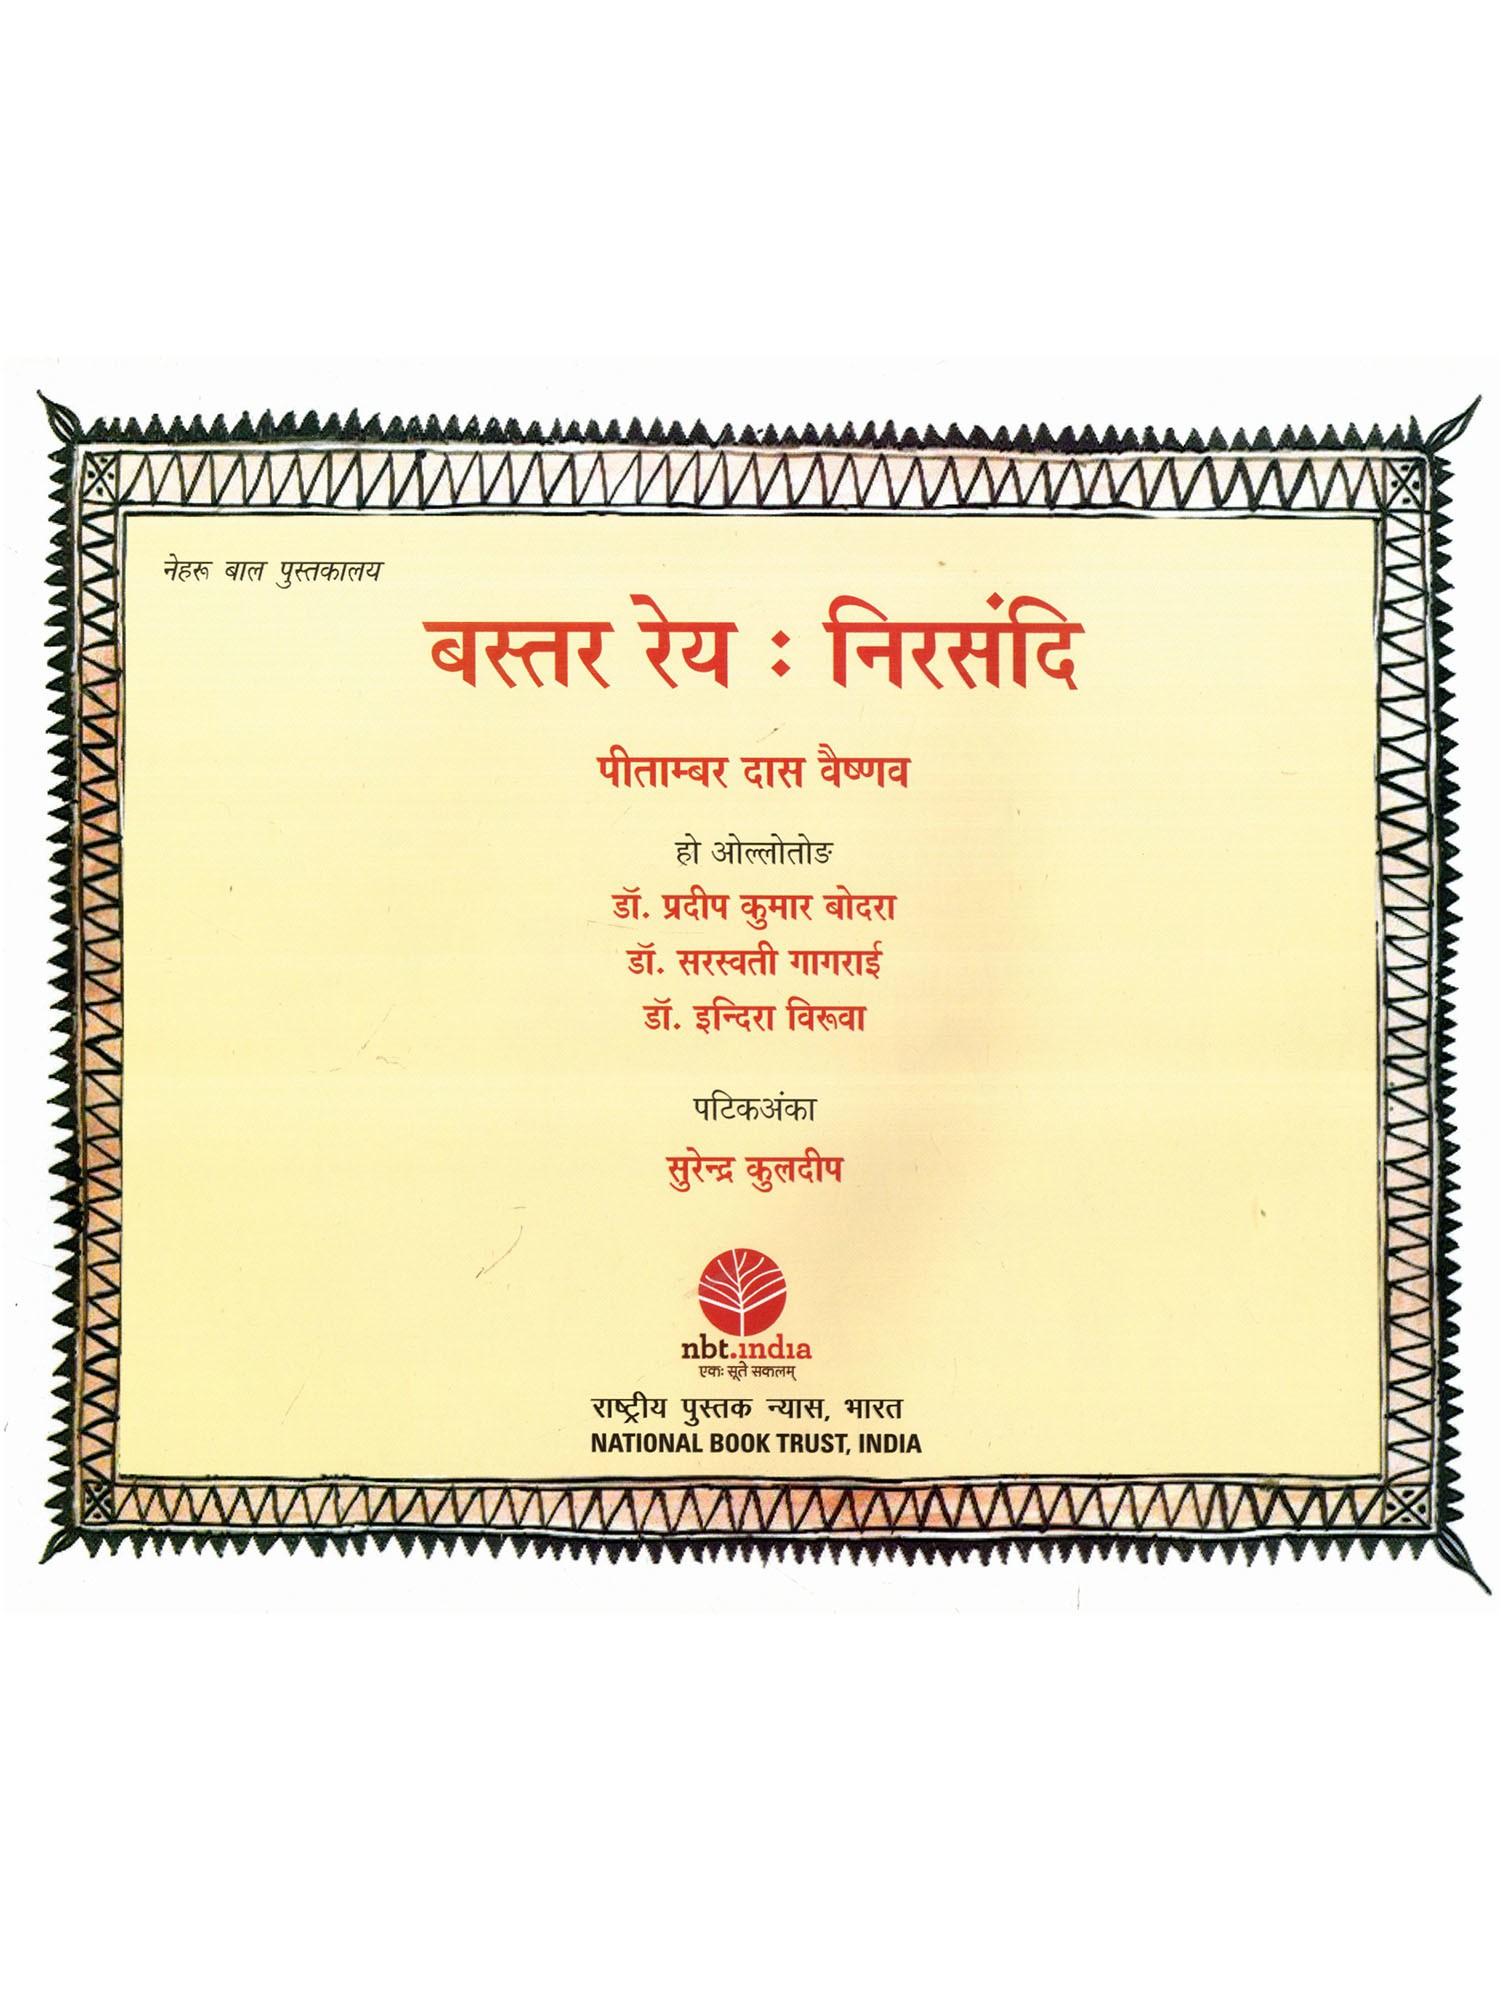 नेहरू बाल पुस्तकालय
बस्तर रेय : निरसंदि
पीताम्बर दास वैष्णव
हो ओल्लोतोङ
डॉ. प्रदीप कुमार बोदरा
डॉ. सरस्वती गागराई
डॉ. इन्दिरा विरूवा
पटिकअंका
सुरेन्द्र कुलदीप
nbt.india
एकः सूते सकलम्
राष्ट्रीय पुस्तक न्यास, भारत
NATIONAL BOOK TRUST, INDIA